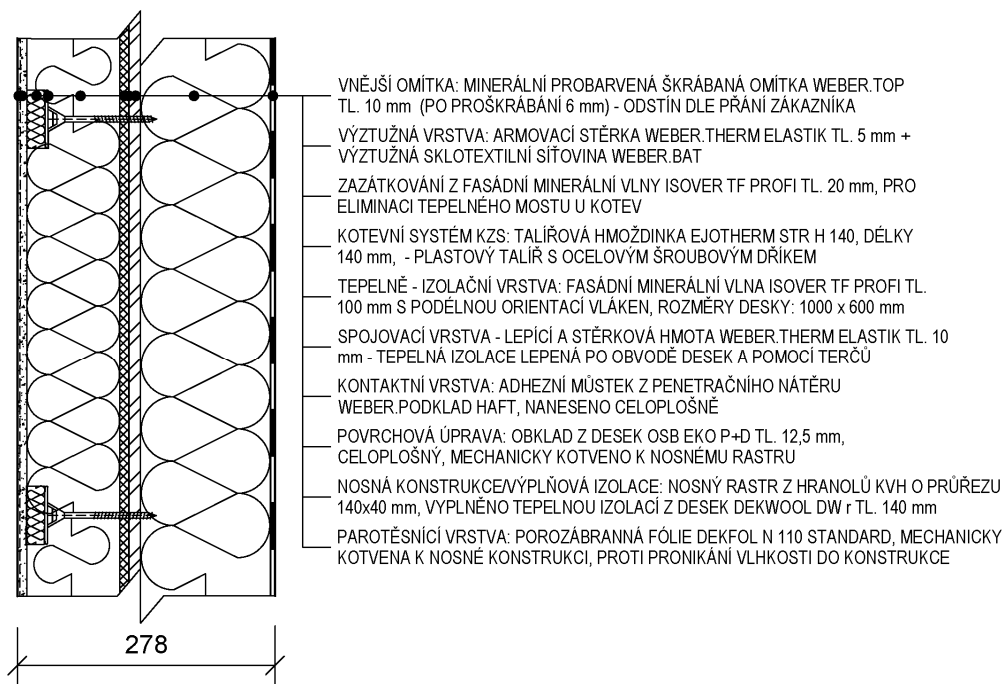 VNĚJŠÍ OMÍTKA: MINERÁLNÍ PROBARVENÁ ŠKRÁBANÁ OMÍTKA WEBER.TOP
TL. 10 mm (PO PROŠKRÁBÁNÍ 6 mm) - ODSTÍN DLE PŘÁNÍ ZÁKAZNÍKA
VÝZTUŽNÁ VRSTVA: ARMOVACÍ STĚRKA WEBER.THERM ELASTIK TL. 5 mm +
VÝZTUŽNÁ SKLOTEXTILNÍ SÍŤOVINA WEBER.BAT
ZAZÁTKOVÁNÍ Z FASÁDNÍ MINERÁLNÍ VLNY ISOVER TF PROFI TL. 20 mm, PRO
ELIMINACI TEPELNÉHO MOSTU U KOTEV
KOTEVNÍ SYSTÉM KZS: TALÍŘOVÁ HMOŽDINKA EJOTHERM STR H 140, DÉLKY
140 mm, - PLASTOVÝ TALÍŘ S OCELOVÝM ŠROUBOVÝM DŘÍKEM
TEPELNĚ - IZOLAČNÍ VRSTVA: FASÁDNÍ MINERÁLNÍ VLNA ISOVER TF PROFI TL.
100 mm S PODÉLNOU ORIENTACÍ VLÁKEN, ROZMĚRY DESKY: 1000 x 600 mm
SPOJOVACÍ VRSTVA - LEPÍCÍ A STĚRKOVÁ HMOTA WEBER.THERM ELASTIK TL. 10
mm - TEPELNÁ IZOLACE LEPENÁ PO OBVODĚ DESEK A POMOCÍ TERČŮ
KONTAKTNÍ VRSTVA: ADHEZNÍ MŮSTEK Z PENETRAČNÍHO NÁTĚRU
WEBER.PODKLAD HAFT, NANESENO CELOPLOŠNĚ
POVRCHOVÁ ÚPRAVA: OBKLAD Z DESEK OSB EKO P+D TL. 12,5 mm,
CELOPLOŠNÝ, MECHANICKY KOTVENO K NOSNÉMU RASTRU
NOSNÁ KONSTRUKCE/VÝPLŇOVÁ IZOLACE: NOSNÝ RASTR Z HRANOLŮ KVH O PRŮŘEZU
140x40 mm, VYPLNĚNO TEPELNOU IZOLACÍ Z DESEK DEKWOOL DW r TL. 140 mm
PAROTĚSNÍCÍ VRSTVA: POROZÁBRANNÁ FÓLIE DEKFOL N 110 STANDARD, MECHANICKY
KOTVENA K NOSNÉ KONSTRUKCI, PROTI PRONIKÁNÍ VLHKOSTI DO KONSTRUKCE
278